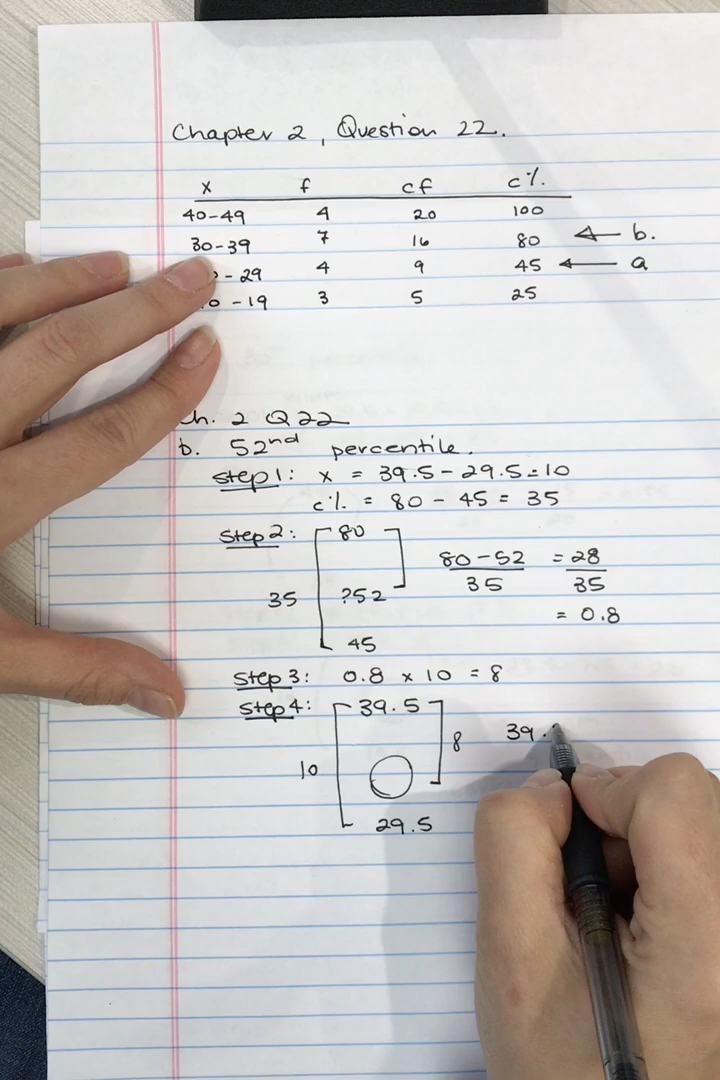 Chapter 2, Question 22.
x f cf c%.
40-49 4 20 100
30-39 7 16 80 ← b.
-29 4 9 45 ← a
0-19 3 5 25
Ch. 2 Q22
b. 52nd percentile.
Step 1: x = 39.5 - 29.5 = 10
c% = 80 - 45 = 35
Step 2: 80
80-52 = 28
35 ?52 35 35
= 0.8
45
Step 3: 0.8 x 10 = 8
Step 4: 39.5
8 39.
10
29.5